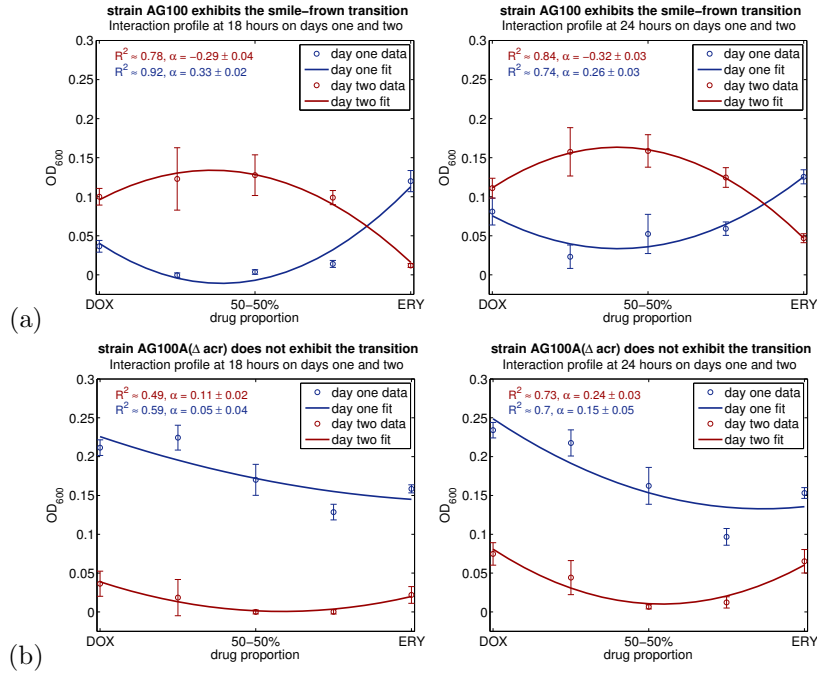 strain AG100 exhibits the smile-frown transition
Interaction profile at 18 hours on days one and two
R² ≈ 0.78, α = −0.29 ± 0.04
R² ≈ 0.92, α = 0.33 ± 0.02
day one data
day one fit
day two data
day two fit
0.3
0.25
0.2
0.15
0.1
0.05
0
OD600
DOX
50−50%
ERY
drug proportion
strain AG100 exhibits the smile-frown transition
Interaction profile at 24 hours on days one and two
R² ≈ 0.84, α = −0.32 ± 0.03
R² ≈ 0.74, α = 0.26 ± 0.03
day one data
day one fit
day two data
day two fit
0.3
0.25
0.2
0.15
0.1
0.05
0
DOX
50−50%
ERY
drug proportion
(a)
strain AG100A(Δ acr) does not exhibit the transition
Interaction profile at 18 hours on days one and two
R² ≈ 0.49, α = 0.11 ± 0.02
R² ≈ 0.59, α = 0.05 ± 0.04
day one data
day one fit
day two data
day two fit
0.3
0.25
0.2
0.15
0.1
0.05
0
OD600
DOX
50−50%
ERY
drug proportion
strain AG100A(Δ acr) does not exhibit the transition
Interaction profile at 24 hours on days one and two
R² ≈ 0.73, α = 0.24 ± 0.03
R² ≈ 0.7, α = 0.15 ± 0.05
day one data
day one fit
day two data
day two fit
0.3
0.25
0.2
0.15
0.1
0.05
0
DOX
50−50%
ERY
drug proportion
(b)